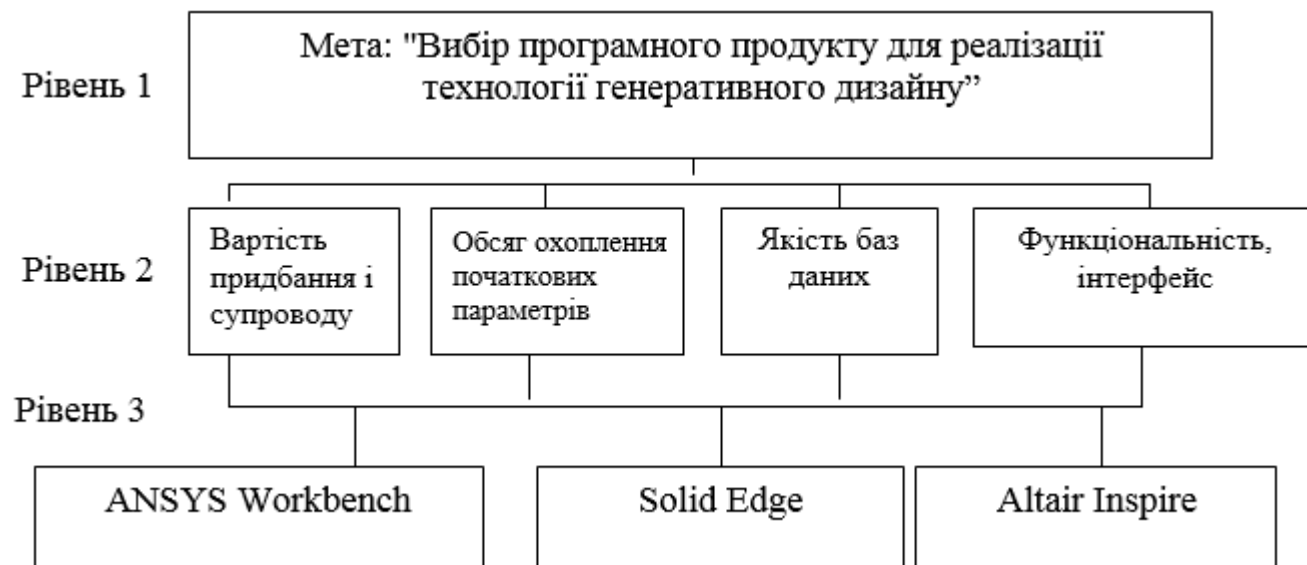 Мета: "Вибір програмного продукту для реалізації
технології генеративного дизайну”
Рівень 1
Вартість
придбання і
супроводу
Обсяг охоплення
початкових
параметрів
Якість баз
даних
Функціональність,
інтерфейс
Рівень 2
Рівень 3
ANSYS Workbench
Solid Edge
Altair Inspire